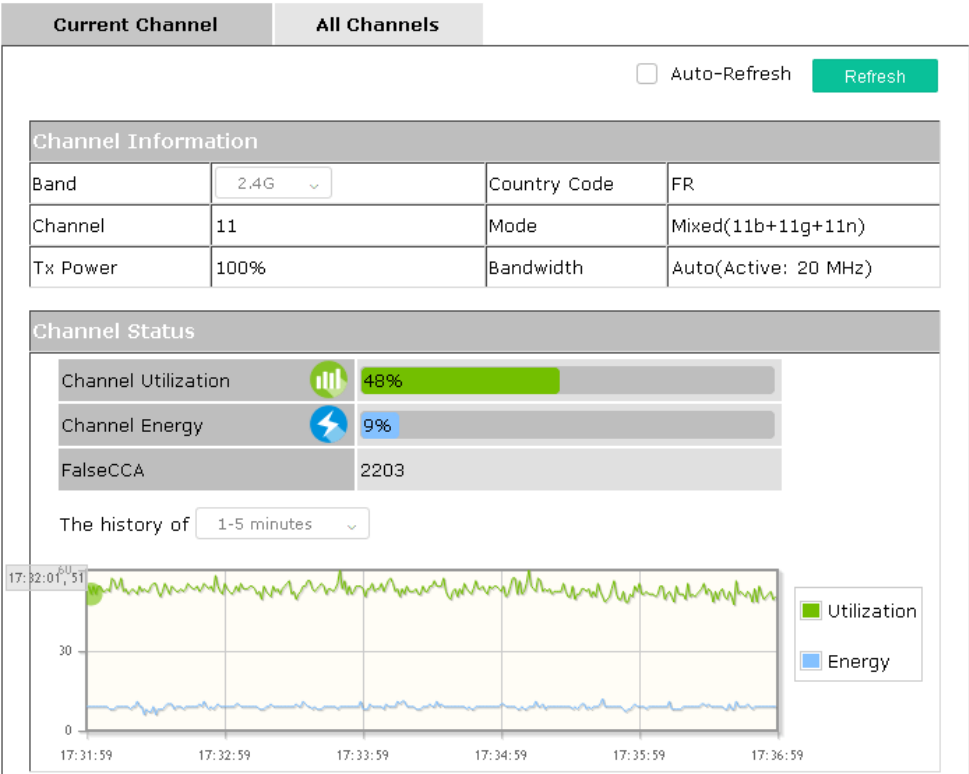 Current Channel All Channels
Auto-Refresh Refresh
Channel Information
Band 2.4G Country Code FR
Channel 11 Mode Mixed(11b+11g+11n)
Tx Power 100% Bandwidth Auto(Active: 20 MHz)
Channel Status
Channel Utilization 48%
Channel Energy 9%
FalseCCA 2203
The history of 1-5 minutes
60
17:32:01, 51
Utilization
30
Energy
0
17:31:59 17:32:59 17:33:59 17:34:59 17:35:59 17:36:59